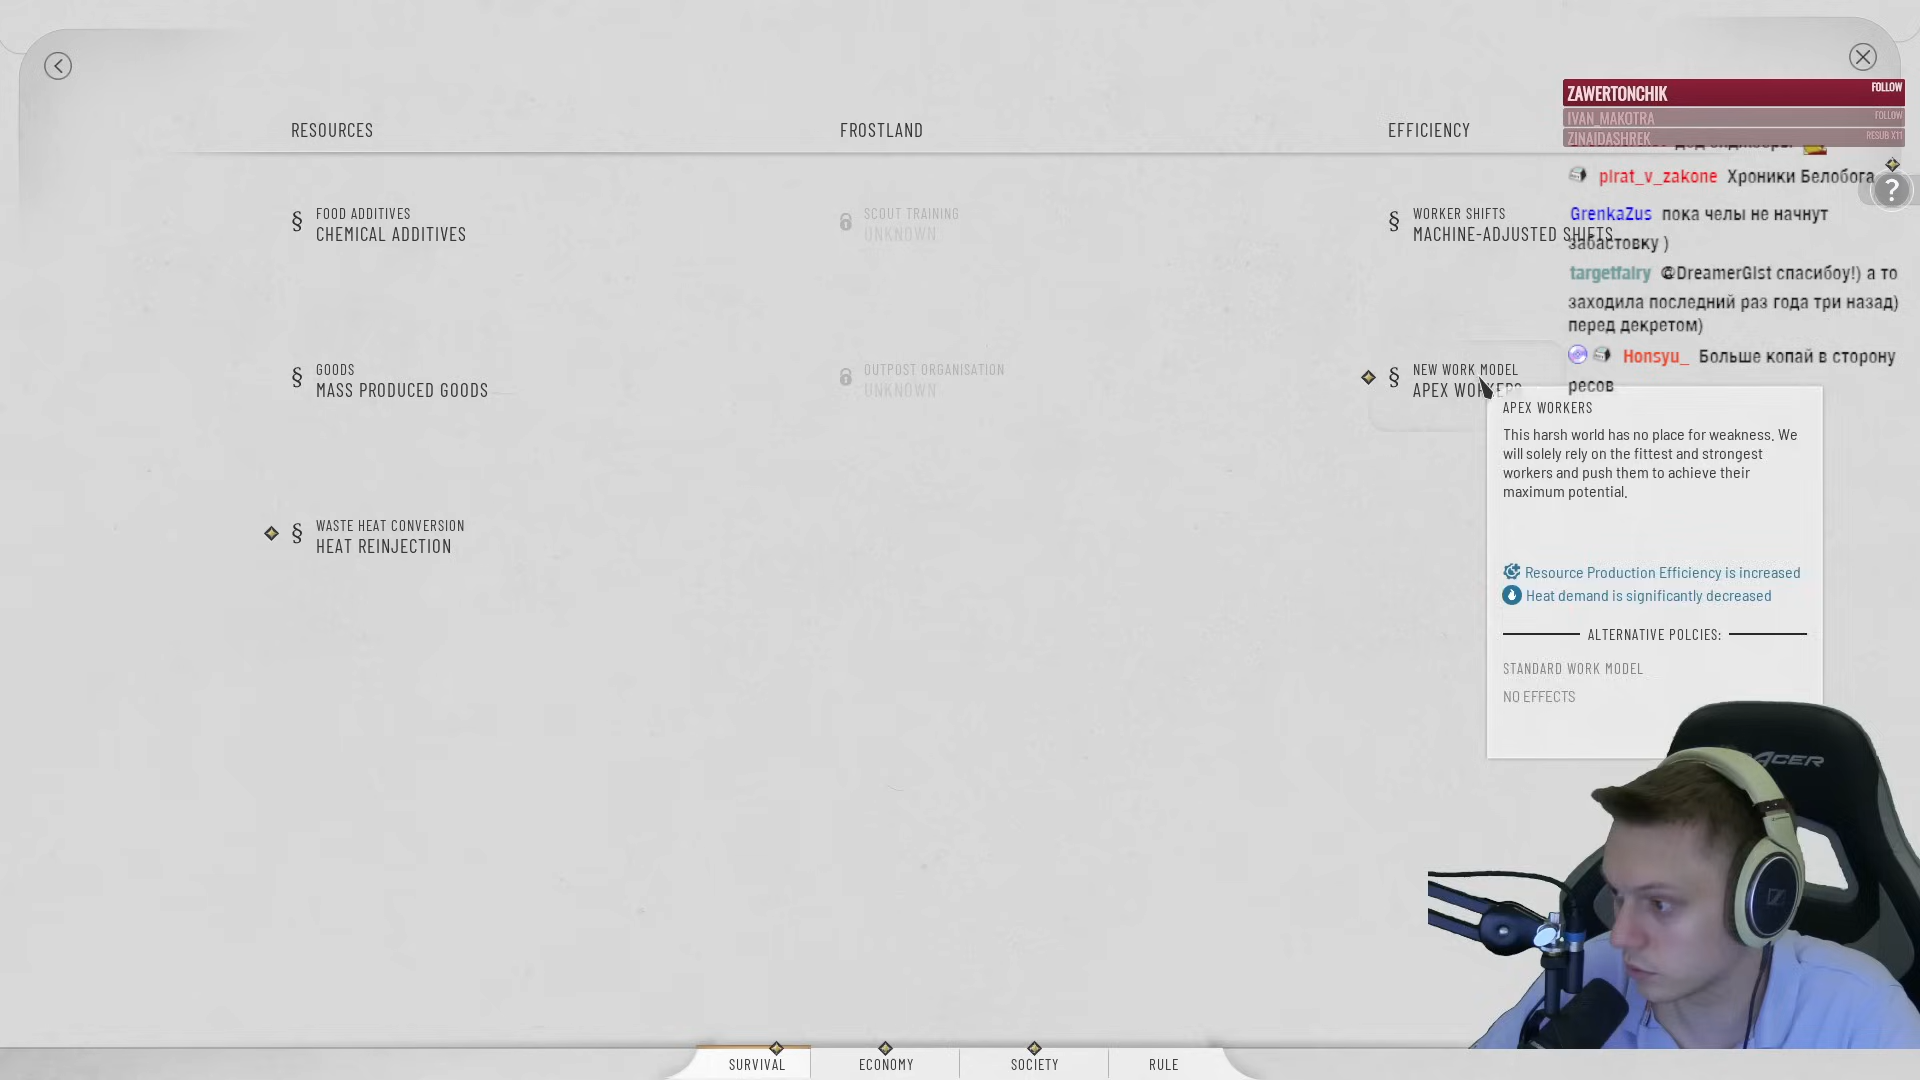 RESOURCES
FROSTLAND
EFFICIENCY
FOOD ADDITIVES
CHEMICAL ADDITIVES
SCOUT TRAINING
UNKNOWN
WORKER SHIFTS
MACHINE-ADJUSTED SHIFTS
GOODS
MASS PRODUCED GOODS
OUTPOST ORGANISATION
UNKNOWN
NEW WORK MODEL
APEX WORKERS
WASTE HEAT CONVERSION
HEAT REINJECTION
APEX WORKERS
This harsh world has no place for weakness. We
will solely rely on the fittest and strongest
workers and push them to achieve their
maximum potential.
Resource Production Efficiency is increased
Heat demand is significantly decreased
ALTERNATIVE POLCIES:
STANDARD WORK MODEL
NO EFFECTS
ZAWERTONCHIK FOLLOW
IVAN_MAKOTRA FOLLOW
ZINAIDASHREK RESUB X11
pirat_v_zakone Хроники Белобога
GrenkaZus пока челы не начнут
забастовку )
targetfairy @DreamerGist спасибоу!) а то
заходила последний раз года три назад)
перед декретом)
Honsyu_ Больше копай в сторону
ресов
?
SURVIVAL
ECONOMY
SOCIETY
RULE